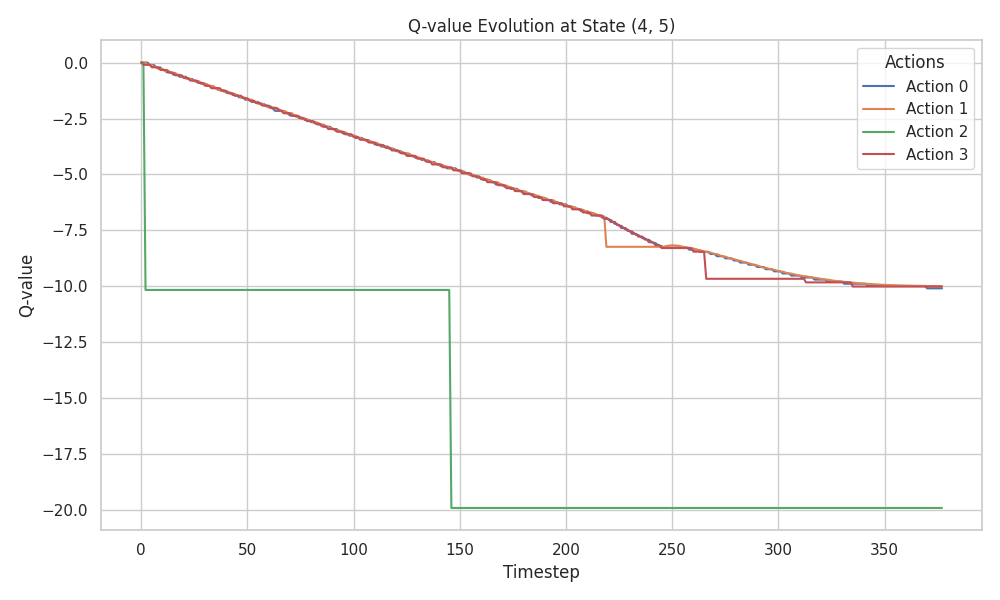 Q-value Evolution at State (4, 5)
Actions
Action 0
Action 1
Action 2
Action 3
Q-value
0.0
−2.5
−5.0
−7.5
−10.0
−12.5
−15.0
−17.5
−20.0
0 50 100 150 200 250 300 350
Timestep